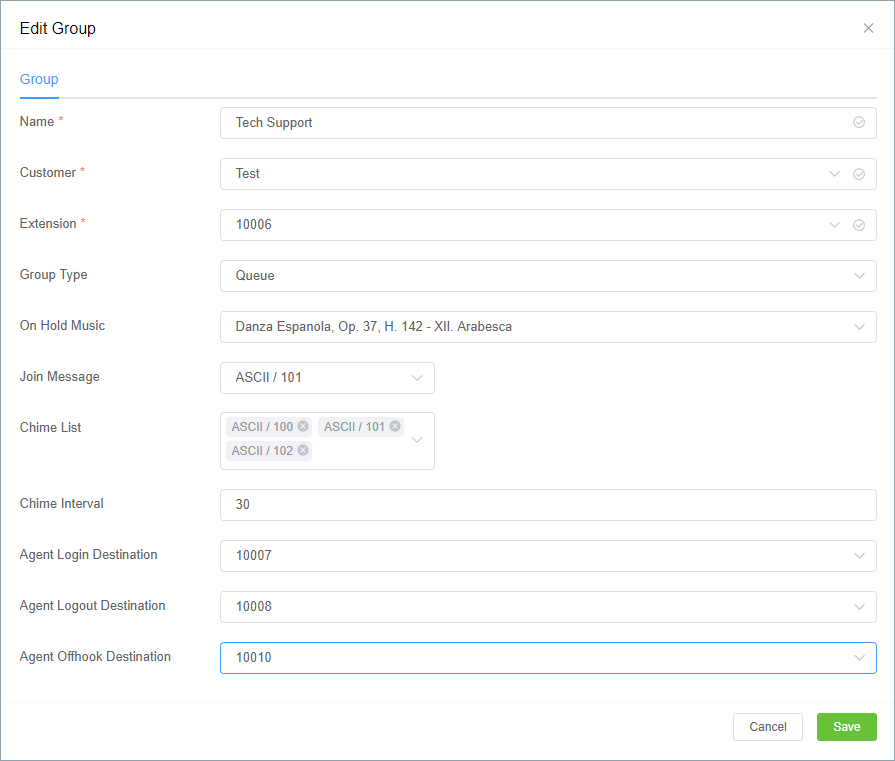 Edit Group
Group
Name *
Tech Support
Customer *
Test
Extension *
10006
Group Type
Queue
On Hold Music
Danza Espanola, Op. 37, H. 142 - XII. Arabesca
Join Message
ASCII / 101
Chime List
ASCII / 100 ASCII / 101
ASCII / 102
Chime Interval
30
Agent Login Destination
10007
Agent Logout Destination
10008
Agent Offhook Destination
10010
Cancel Save